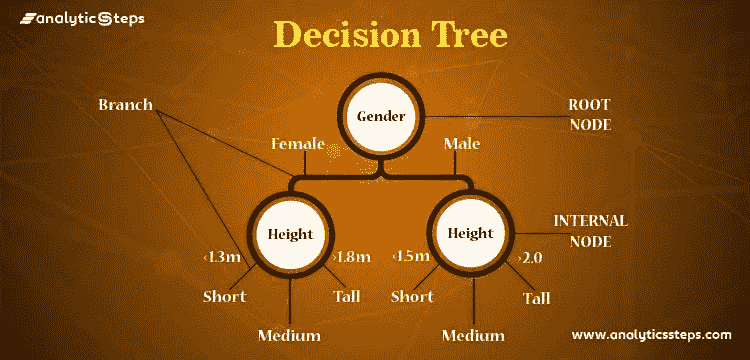 analyticSteps
Decision Tree
Branch
Gender
ROOT
NODE
Female
Male
Height
Height
INTERNAL
NODE
<1.3m
>1.8m
<1.5m
>2.0
Short
Tall
Short
Tall
Medium
Medium
www.analyticssteps.com